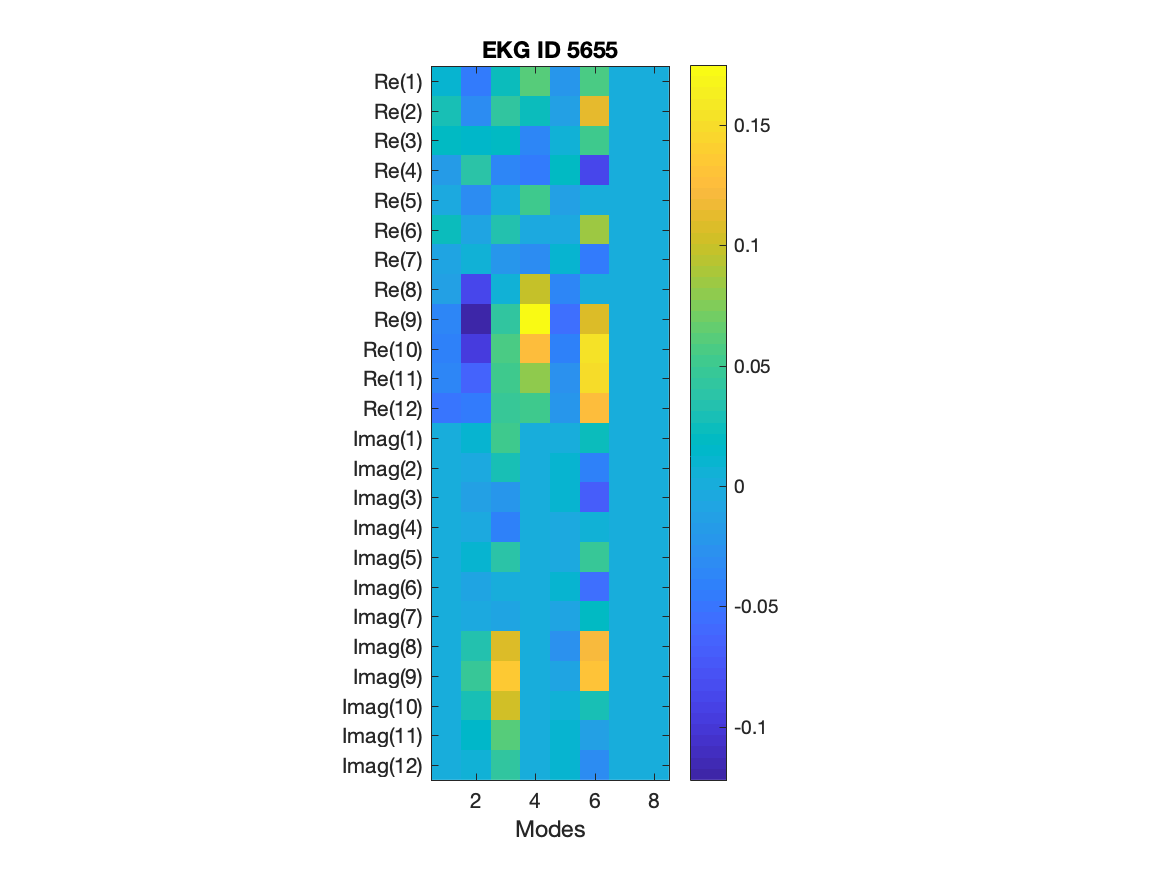 EKG ID 5655
Re(1)
Re(2)
Re(3)
Re(4)
Re(5)
Re(6)
Re(7)
Re(8)
Re(9)
Re(10)
Re(11)
Re(12)
Imag(1)
Imag(2)
Imag(3)
Imag(4)
Imag(5)
Imag(6)
Imag(7)
Imag(8)
Imag(9)
Imag(10)
Imag(11)
Imag(12)
2 4 6 8
Modes
0.15
0.1
0.05
0
-0.05
-0.1